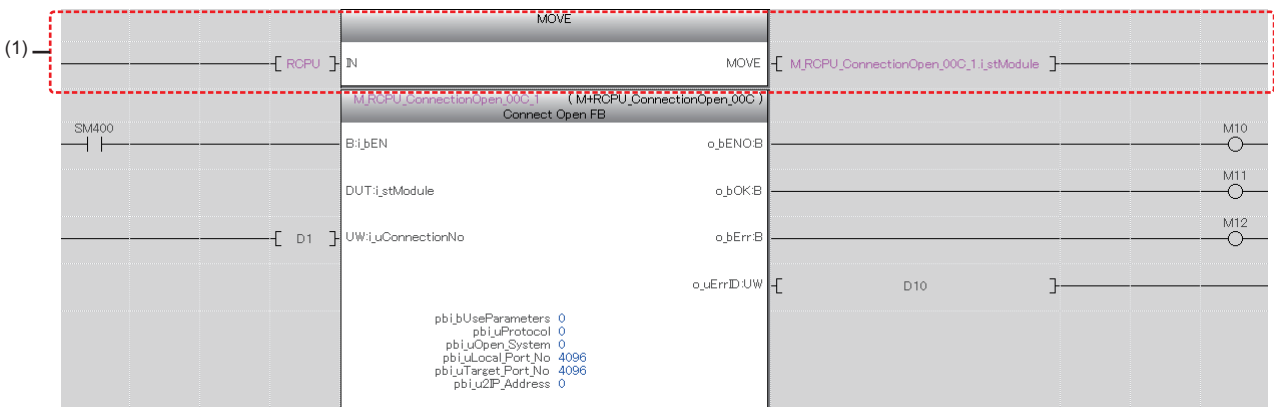 MOVE
(1)
RCPU IN MOVE M_RCPU_ConnectionOpen_00C_1.i_stModule
M_RCPU_ConnectionOpen_00C_1 (M+RCPU_ConnectionOpen_00C)
Connect Open FB
SM400 M10
B:i_bEN o_bENO:B
M11
DUT:i_stModule o_bOK:B
M12
D1 UW:i_uConnectionNo o_bErr:B
o_uErrID:UW D10
pbi_bUseParameters 0
pbi_uProtocol 0
pbi_uOpen_System 0
pbi_uLocal_Port_No 4096
pbi_uTarget_Port_No 4096
pbi_u2IP_Address 0